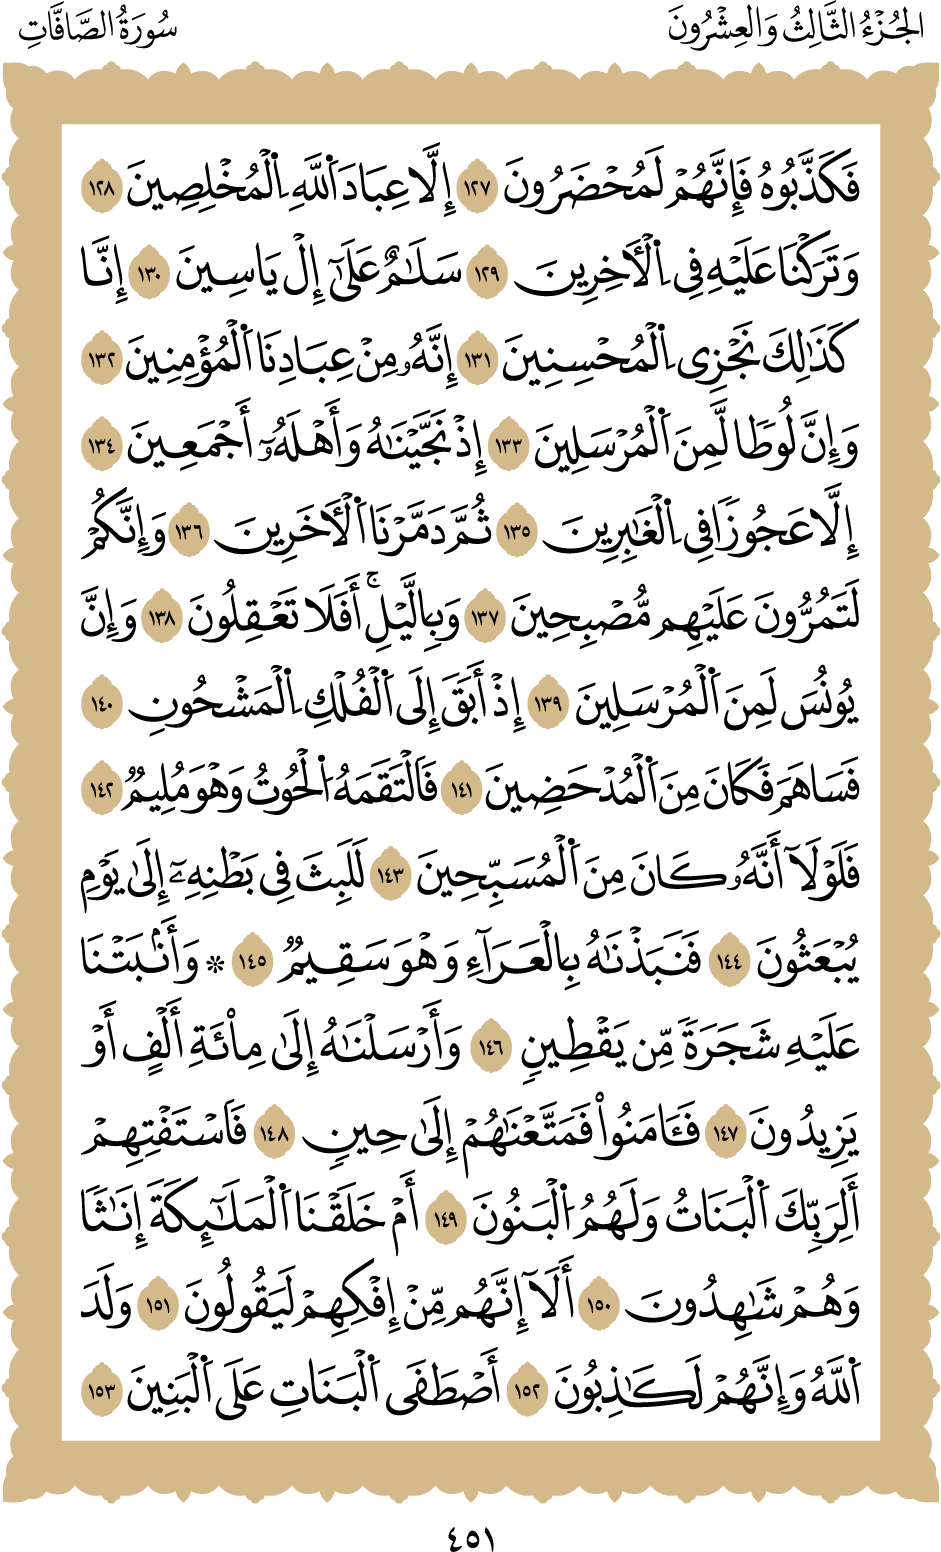 الجُزْءُ الثَّالِثُ وَالْعِشْرُونَ
سُورَةُ الصَّافَّاتِ
فَكَذَّبُوهُ فَإِنَّهُمْ لَمُحْضَرُونَ ١٢٧ إِلَّا عِبَادَ ٱللَّهِ ٱلْمُخْلِصِينَ ١٢٨
وَتَرَكْنَا عَلَيْهِ فِى ٱلْأَخِرِينَ ١٢٩ سَلَـٰمٌ عَلَىٰٓ إِلْ يَاسِينَ ١٣٠ إِنَّا
كَذَٰلِكَ نَجْزِى ٱلْمُحْسِنِينَ ١٣١ إِنَّهُۥ مِنْ عِبَادِنَا ٱلْمُؤْمِنِينَ ١٣٢
وَإِنَّ لُوطًا لَّمِنَ ٱلْمُرْسَلِينَ ١٣٣ إِذْ نَجَّيْنَـٰهُ وَأَهْلَهُۥٓ أَجْمَعِينَ ١٣٤
إِلَّا عَجُوزًا فِى ٱلْغَـٰبِرِينَ ١٣٥ ثُمَّ دَمَّرْنَا ٱلْأَخَرِينَ ١٣٦ وَإِنَّكُمْ
لَتَمُرُّونَ عَلَيْهِم مُّصْبِحِينَ ١٣٧ وَبِالَّيْلِ ۚ أَفَلَا تَعْقِلُونَ ١٣٨ وَإِنَّ
يُونُسَ لَمِنَ ٱلْمُرْسَلِينَ ١٣٩ إِذْ أَبَقَ إِلَى ٱلْفُلْكِ ٱلْمَشْحُونِ ١٤٠
فَسَاهَمَ فَكَانَ مِنَ ٱلْمُدْحَضِينَ ١٤١ فَٱلْتَقَمَهُ ٱلْحُوتُ وَهُوَ مُلِيمٌ ١٤٢
فَلَوْلَآ أَنَّهُۥ كَانَ مِنَ ٱلْمُسَبِّحِينَ ١٤٣ لَلَبِثَ فِى بَطْنِهِۦٓ إِلَىٰ يَوْمِ
يُبْعَثُونَ ١٤٤ فَنَبَذْنَـٰهُ بِالْعَرَآءِ وَهُوَ سَقِيمٌ ١٤٥ * وَأَنۢبَتْنَا
عَلَيْهِ شَجَرَةً مِّن يَقْطِينٍ ١٤٦ وَأَرْسَلْنَـٰهُ إِلَىٰ مِا۟ئَةِ أَلْفٍ أَوْ
يَزِيدُونَ ١٤٧ فَـَٔامَنُوا۟ فَمَتَّعْنَـٰهُمْ إِلَىٰ حِينٍ ١٤٨ فَٱسْتَفْتِهِمْ
أَلِرَبِّكَ ٱلْبَنَاتُ وَلَهُمُ ٱلْبَنُونَ ١٤٩ أَمْ خَلَقْنَا ٱلْمَلَـٰٓئِكَةَ إِنَـٰثًا
وَهُمْ شَـٰهِدُونَ ١٥٠ أَلَآ إِنَّهُم مِّنْ إِفْكِهِمْ لَيَقُولُونَ ١٥١ وَلَدَ
ٱللَّهُ وَإِنَّهُمْ لَكَـٰذِبُونَ ١٥٢ أَصْطَفَى ٱلْبَنَاتِ عَلَى ٱلْبَنِينَ ١٥٣
٤٥١